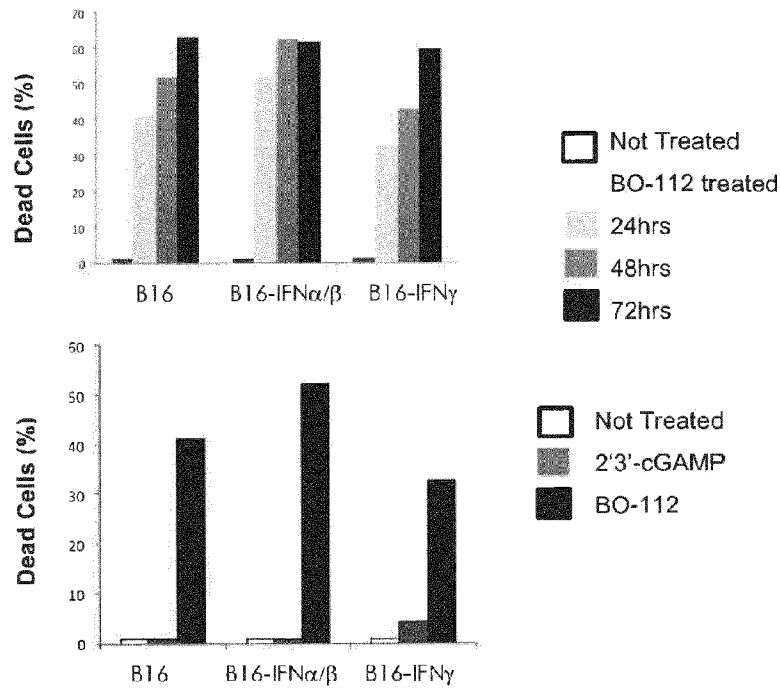 70
60
50
40
30
20
10
0
Dead Cells (%)
B16 B16-IFNα/β B16-IFNγ
Not Treated
BO-112 treated
24hrs
48hrs
72hrs
60
50
40
30
20
10
0
Dead Cells (%)
B16 B16-IFNα/β B16-IFNγ
Not Treated
2'3'-cGAMP
BO-112